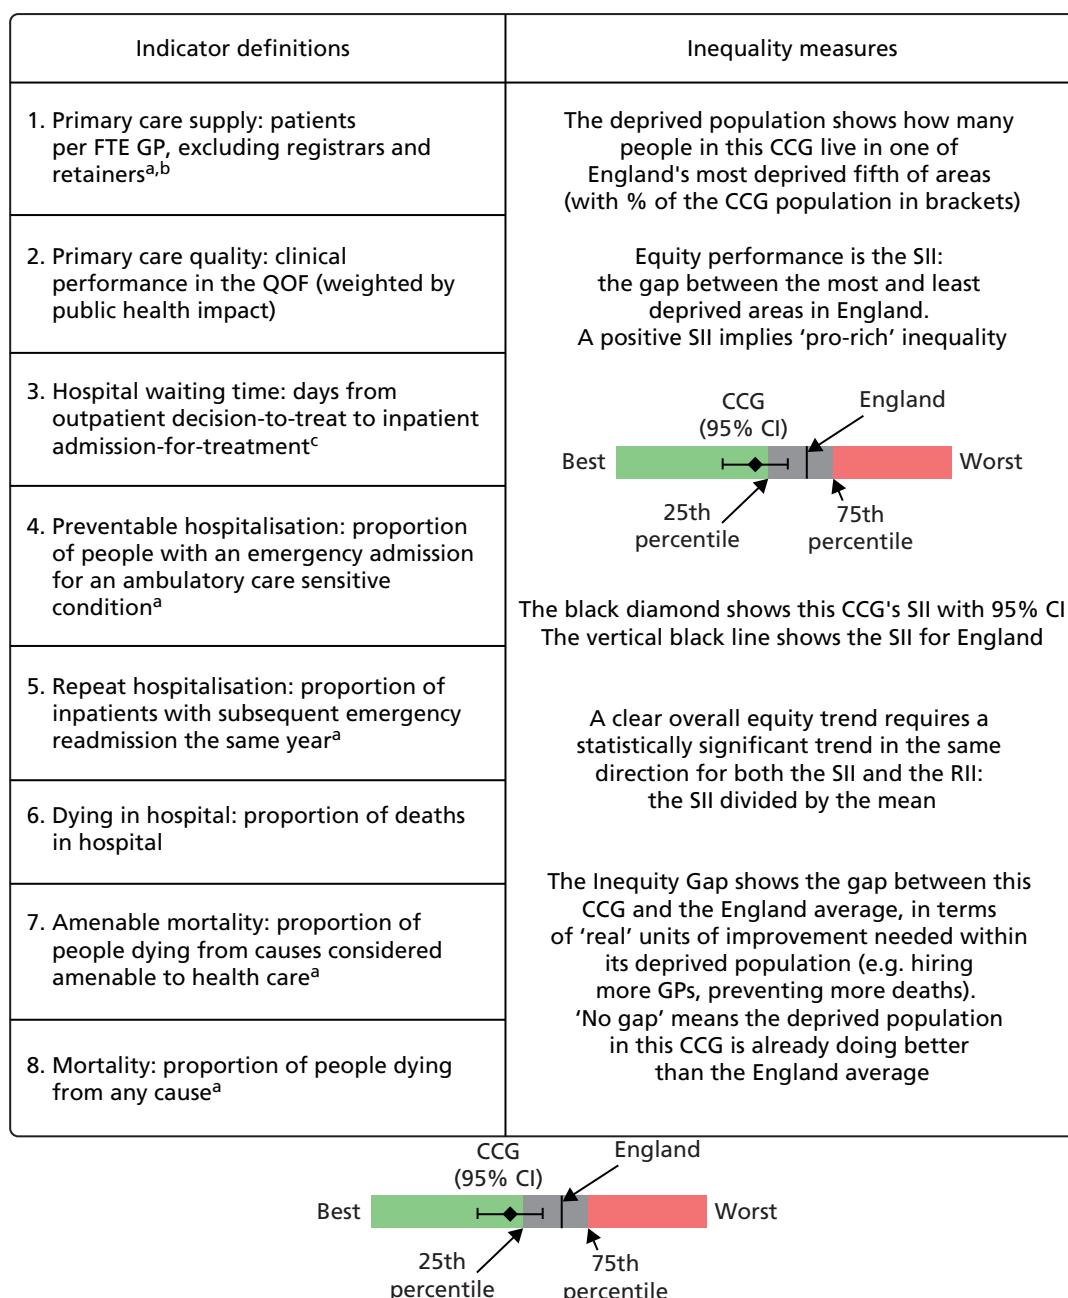 Indicator definitions
Inequality measures
1. Primary care supply: patients
per FTE GP, excluding registrars and
retainersa,b
2. Primary care quality: clinical
performance in the QOF (weighted by
public health impact)
3. Hospital waiting time: days from
outpatient decision-to-treat to inpatient
admission-for-treatmentc
4. Preventable hospitalisation: proportion
of people with an emergency admission
for an ambulatory care sensitive
conditiona
5. Repeat hospitalisation: proportion of
inpatients with subsequent emergency
readmission the same yeara
6. Dying in hospital: proportion of deaths
in hospital
7. Amenable mortality: proportion of
people dying from causes considered
amenable to health carea
8. Mortality: proportion of people dying
from any causea
The deprived population shows how many
people in this CCG live in one of
England's most deprived fifth of areas
(with % of the CCG population in brackets)
Equity performance is the SII:
the gap between the most and least
deprived areas in England.
A positive SII implies ‘pro-rich’ inequality
CCG
(95% CI)
England
Best
Worst
25th
percentile
75th
percentile
The black diamond shows this CCG's SII with 95% CI
The vertical black line shows the SII for England
A clear overall equity trend requires a
statistically significant trend in the same
direction for both the SII and the RII:
the SII divided by the mean
The Inequity Gap shows the gap between this
CCG and the England average, in terms
of ‘real’ units of improvement needed within
its deprived population (e.g. hiring
more GPs, preventing more deaths).
‘No gap’ means the deprived population
in this CCG is already doing better
than the England average
CCG
(95% CI)
England
Best
Worst
25th
percentile
75th
percentile